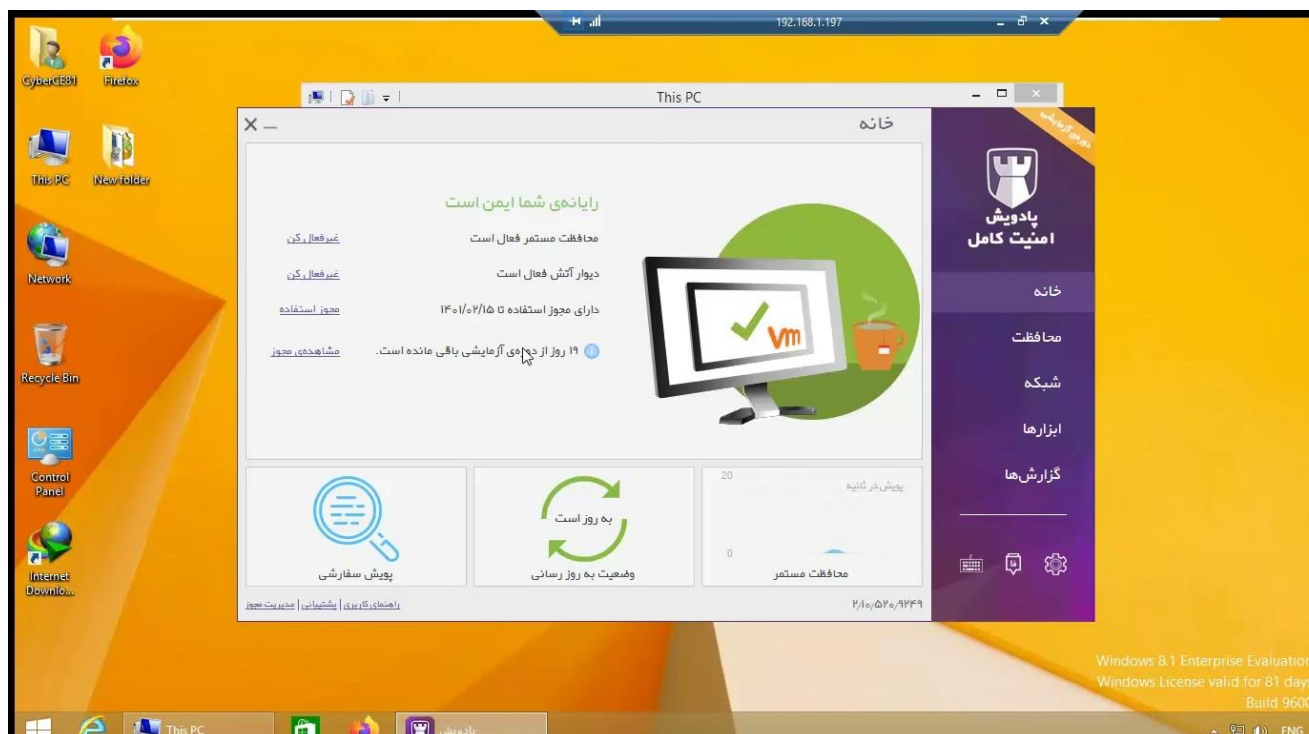 192.168.1.197
CyberCE81
Firefox
This PC
New folder
Network
Recycle Bin
Control
Panel
Internet
Downlo...
This PC
خانه
دوره‌ی آزمایشی
پادویش
امنیت کامل
خانه
محافظت
شبکه
ابزارها
گزارش‌ها
رایانه‌ی شما ایمن است
محافظت مستمر فعال است
غیرفعال کن
دیوار آتش فعال است
غیرفعال کن
دارای مجوز استفاده تا ۱۴۰۱/۰۲/۱۵
مجوز استفاده
۱۹ روز از دوره‌ی آزمایشی باقی مانده است.
مشاهده‌ی مجوز
vm
20
پویش در ثانیه
0
محافظت مستمر
به روز است
وضعیت به روز رسانی
پویش سفارشی
۲/۱۰/۵۲۰/۹۲۴۹
راهنمای کاربری | پشتیبانی | مدیریت مجوز
Windows 8.1 Enterprise Evaluation
Windows License valid for 81 days
Build 9600
This PC
پادویش
ENG